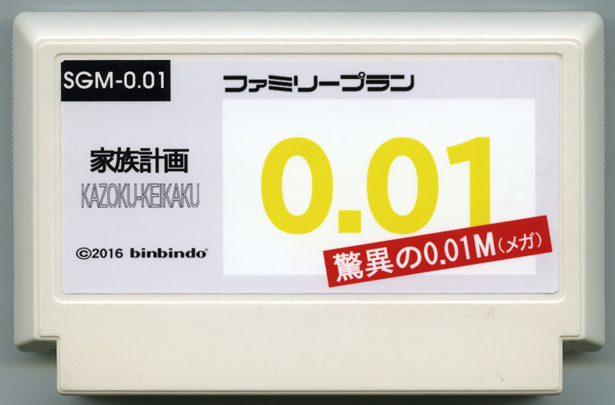 SGM-0.01
ファミリープラン
家族計画
KAZOKU-KEIKAKU
0.01
驚異の0.01M(メガ)
©2016 binbindo®